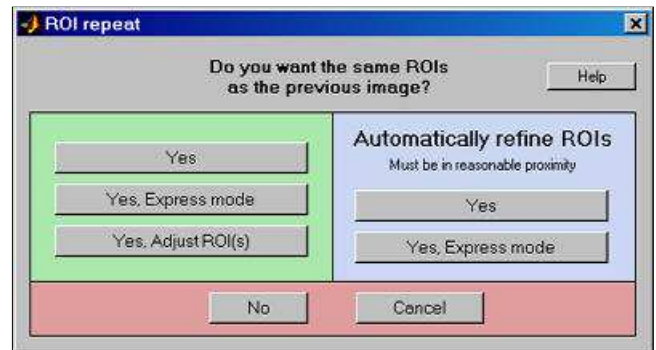 ROI repeat
Do you want the same ROIs
as the previous image?
Help
Yes
Yes, Express mode
Yes, Adjust ROI(s)
Automatically refine ROIs
Must be in reasonable proximity
Yes
Yes, Express mode
No
Cancel